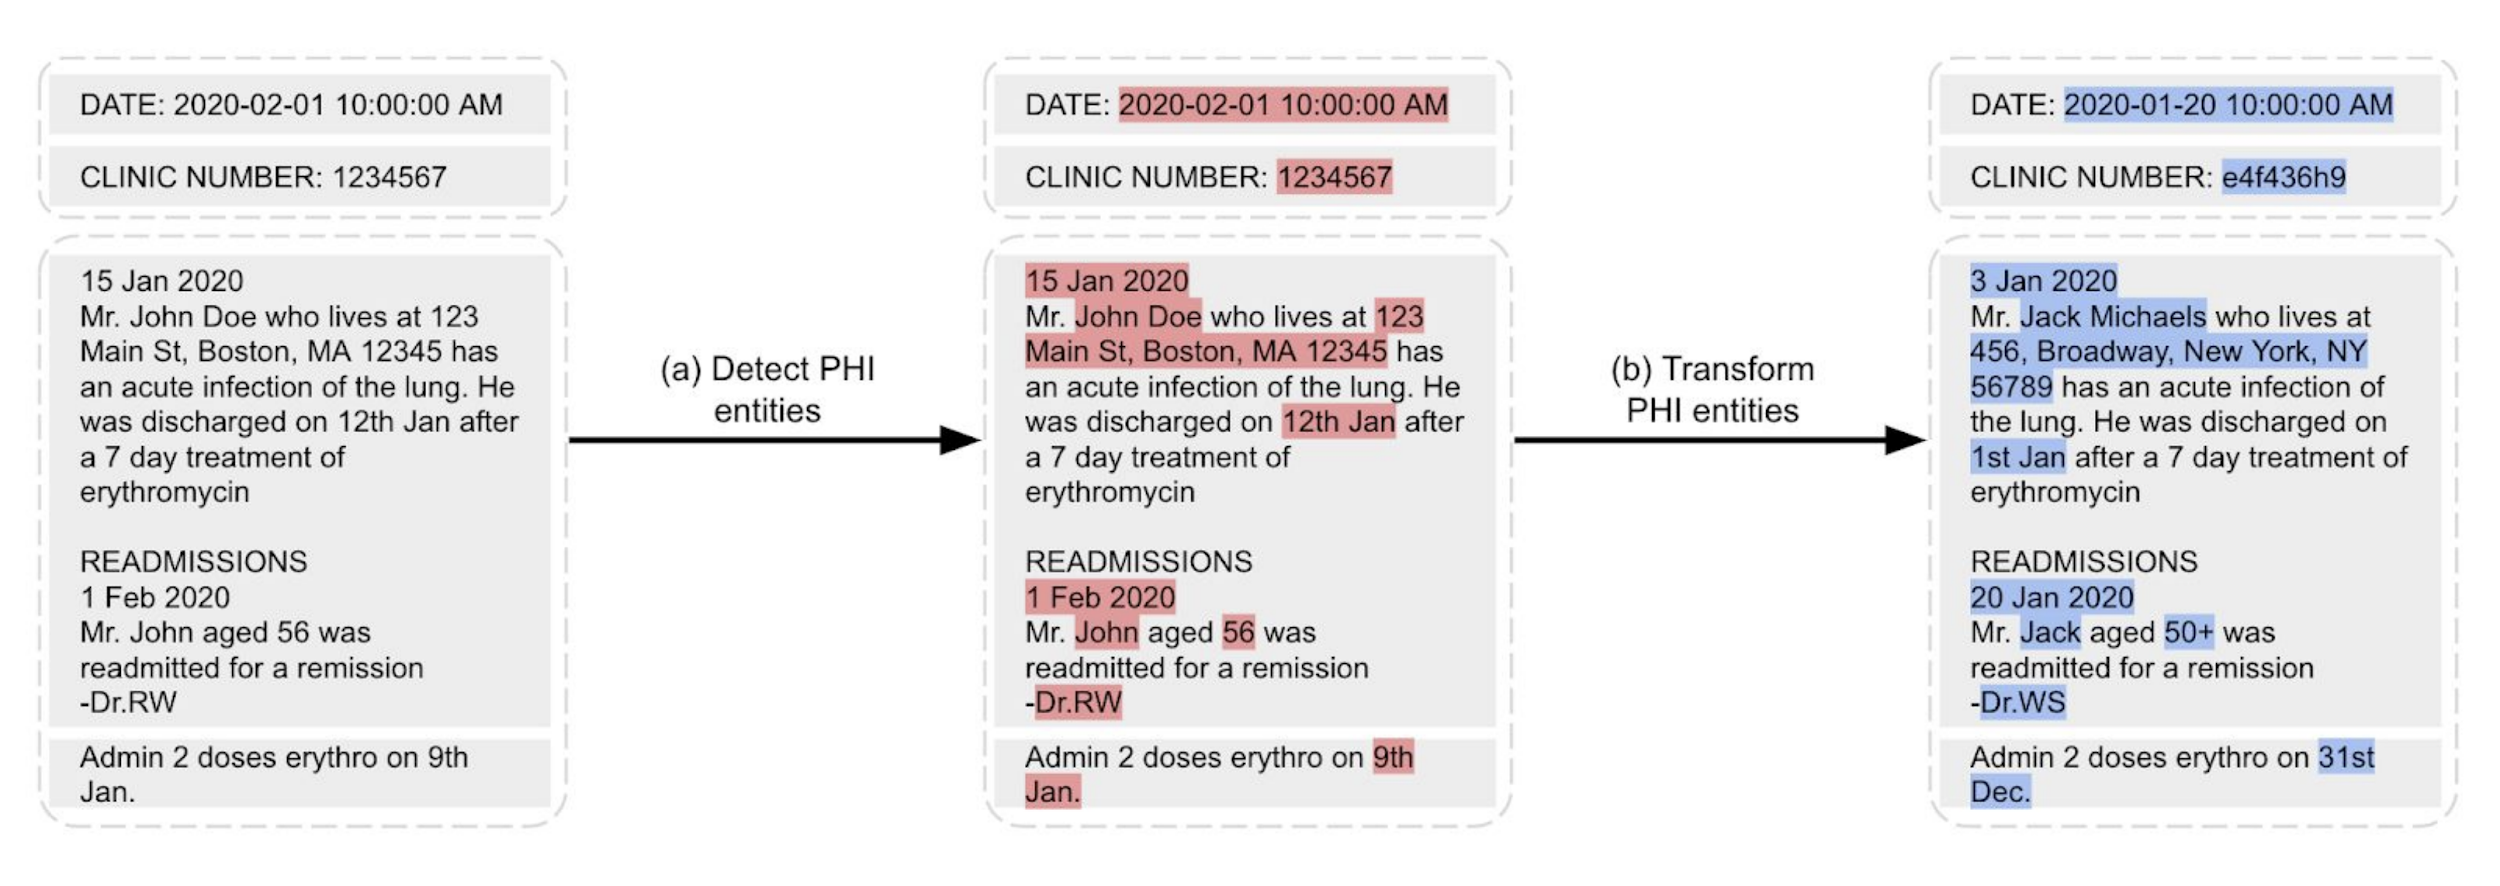 DATE: 2020-02-01 10:00:00 AM
CLINIC NUMBER: 1234567
15 Jan 2020
Mr. John Doe who lives at 123
Main St, Boston, MA 12345 has
an acute infection of the lung. He
was discharged on 12th Jan after
a 7 day treatment of
erythromycin
READMISSIONS
1 Feb 2020
Mr. John aged 56 was
readmitted for a remission
-Dr.RW
Admin 2 doses erythro on 9th
Jan.
(a) Detect PHI
entities
DATE: 2020-02-01 10:00:00 AM
CLINIC NUMBER: 1234567
15 Jan 2020
Mr. John Doe who lives at 123
Main St, Boston, MA 12345 has
an acute infection of the lung. He
was discharged on 12th Jan after
a 7 day treatment of
erythromycin
READMISSIONS
1 Feb 2020
Mr. John aged 56 was
readmitted for a remission
-Dr.RW
Admin 2 doses erythro on 9th
Jan.
(b) Transform
PHI entities
DATE: 2020-01-20 10:00:00 AM
CLINIC NUMBER: e4f436h9
3 Jan 2020
Mr. Jack Michaels who lives at
456, Broadway, New York, NY
56789 has an acute infection of
the lung. He was discharged on
1st Jan after a 7 day treatment of
erythromycin
READMISSIONS
20 Jan 2020
Mr. Jack aged 50+ was
readmitted for a remission
-Dr.WS
Admin 2 doses erythro on 31st
Dec.